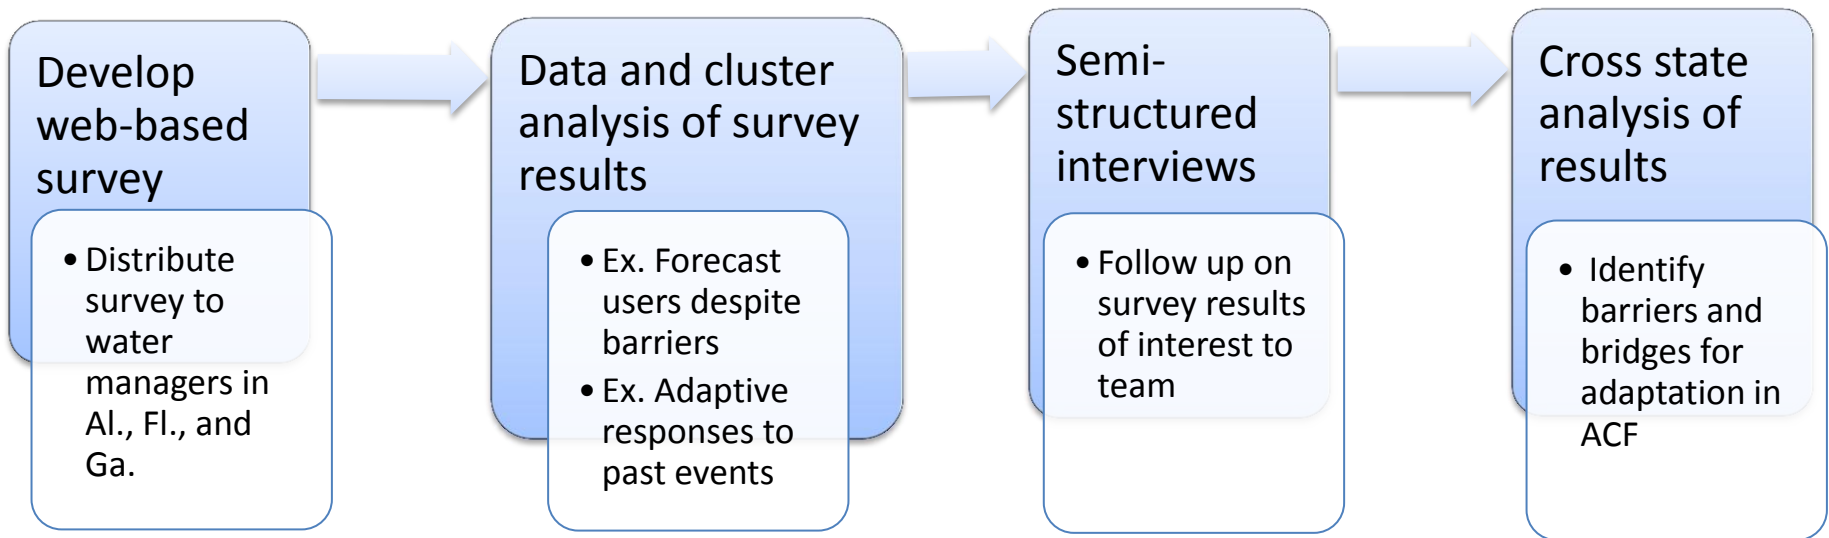 Develop
web-based
survey
• Distribute
survey to
water
managers in
Al., Fl., and
Ga.
Data and cluster
analysis of survey
results
• Ex. Forecast
users despite
barriers
• Ex. Adaptive
responses to
past events
Semi-
structured
interviews
• Follow up on
survey results
of interest to
team
Cross state
analysis of
results
• Identify
barriers and
bridges for
adaptation in
ACF